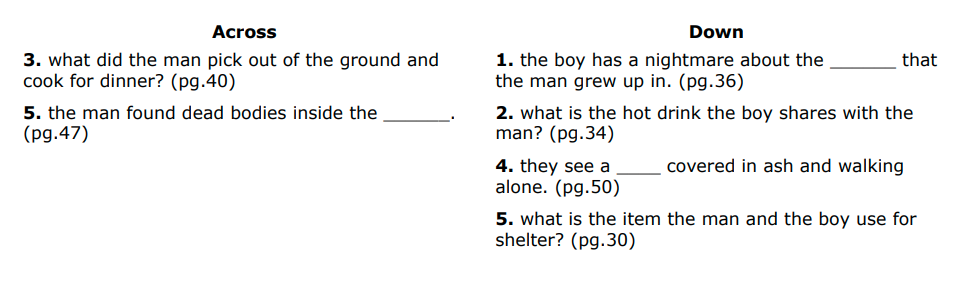 Across
3. what did the man pick out of the ground and
cook for dinner? (pg.40)
5. the man found dead bodies inside the _______.
(pg.47)
Down
1. the boy has a nightmare about the _______ that
the man grew up in. (pg.36)
2. what is the hot drink the boy shares with the
man? (pg.34)
4. they see a _____ covered in ash and walking
alone. (pg.50)
5. what is the item the man and the boy use for
shelter? (pg.30)